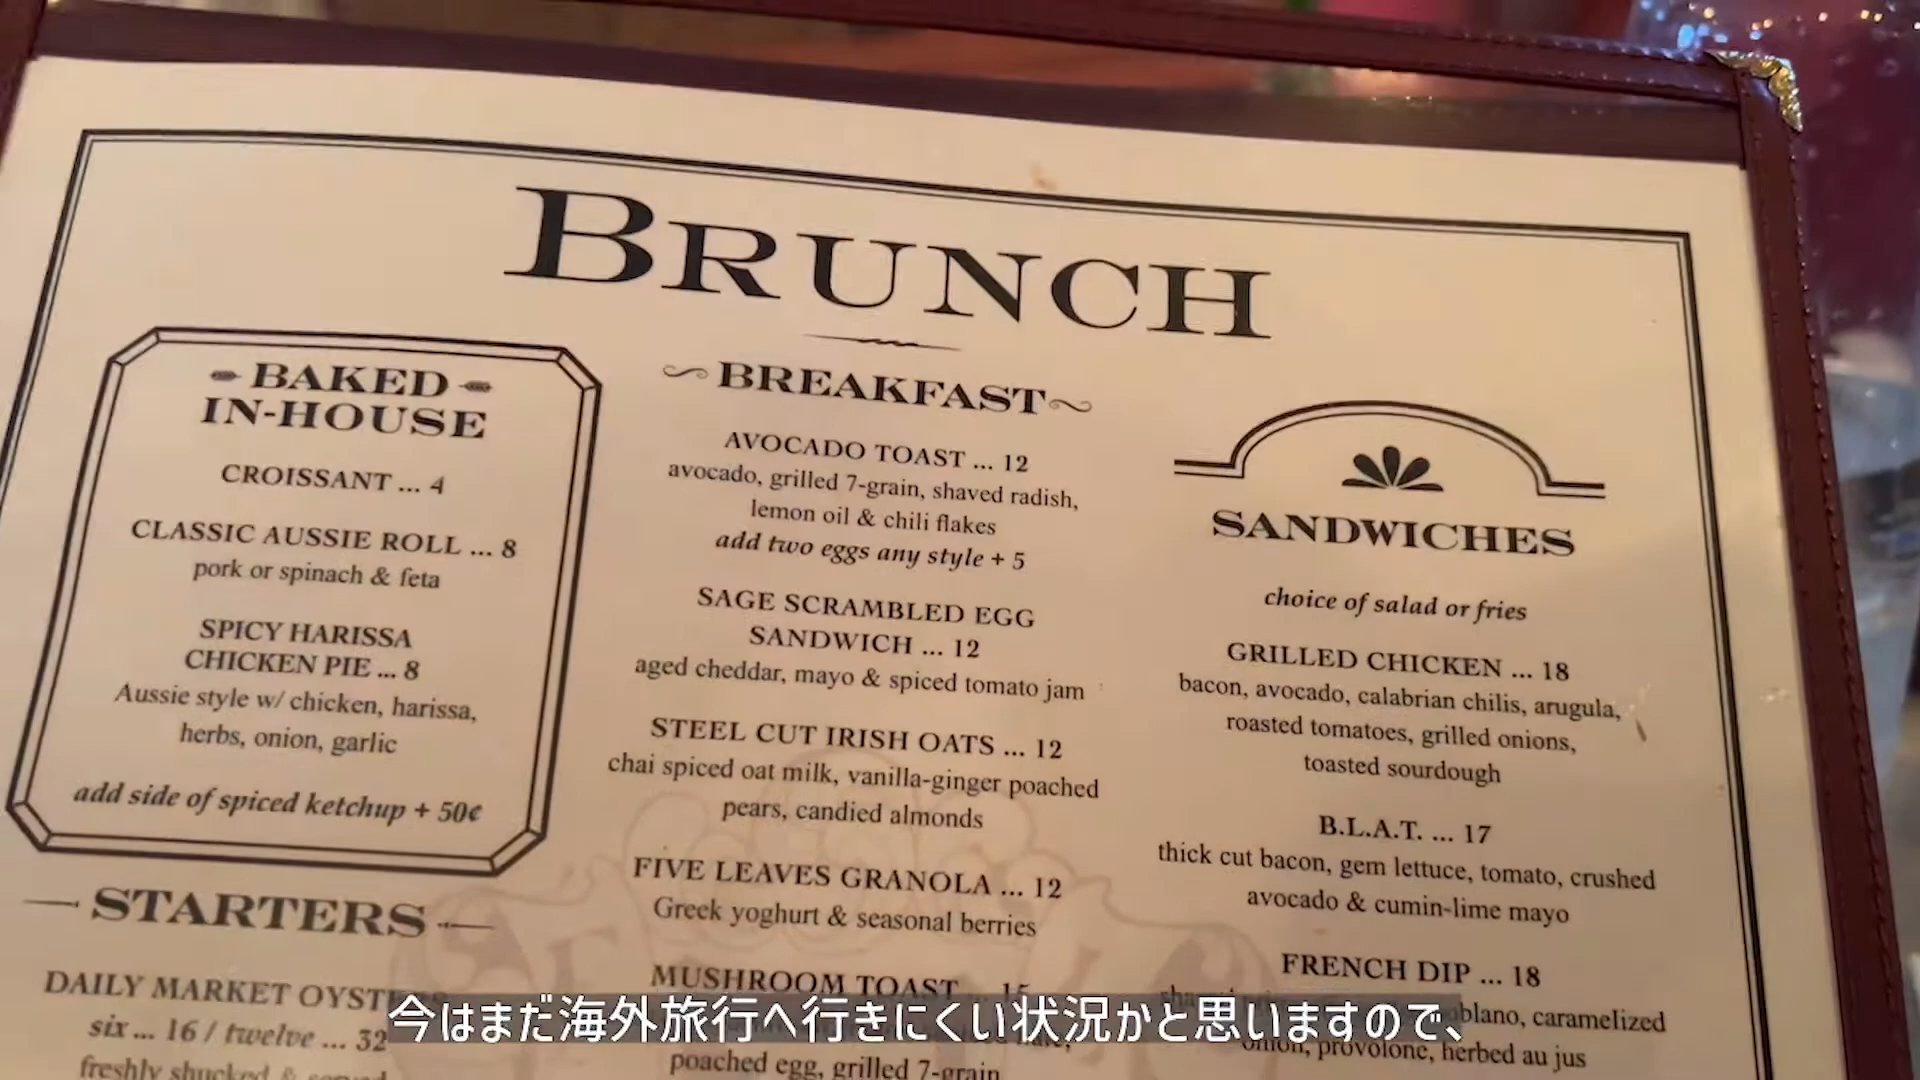 BRUNCH
BAKED
IN-HOUSE
CROISSANT ... 4
CLASSIC AUSSIE ROLL ... 8
pork or spinach & feta
SPICY HARISSA
CHICKEN PIE ... 8
Aussie style w/ chicken, harissa,
herbs, onion, garlic
add side of spiced ketchup + 50¢
STARTERS
DAILY MARKET
six ... 16 / twelve ... 32
freshly shucked &
BREAKFAST
AVOCADO TOAST ... 12
avocado, grilled 7-grain, shaved radish,
lemon oil & chili flakes
add two eggs any style + 5
SAGE SCRAMBLED EGG
SANDWICH ... 12
aged cheddar, mayo & spiced tomato jam
STEEL CUT IRISH OATS ... 12
chai spiced oat milk, vanilla-ginger poached
pears, candied almonds
FIVE LEAVES GRANOLA ... 12
Greek yoghurt & seasonal berries
MUSHROOM TOAST ... 15
poached egg, grilled 7-grain
SANDWICHES
choice of salad or fries
GRILLED CHICKEN ... 18
bacon, avocado, calabrian chilis, arugula,
roasted tomatoes, grilled onions,
toasted sourdough
B.L.A.T. ... 17
thick cut bacon, gem lettuce, tomato, crushed
avocado & cumin-lime mayo
FRENCH DIP ... 18
caramelized
onion, provolone, herbed au jus
今はまだ海外旅行へ行きにくい状況かと思いますので、